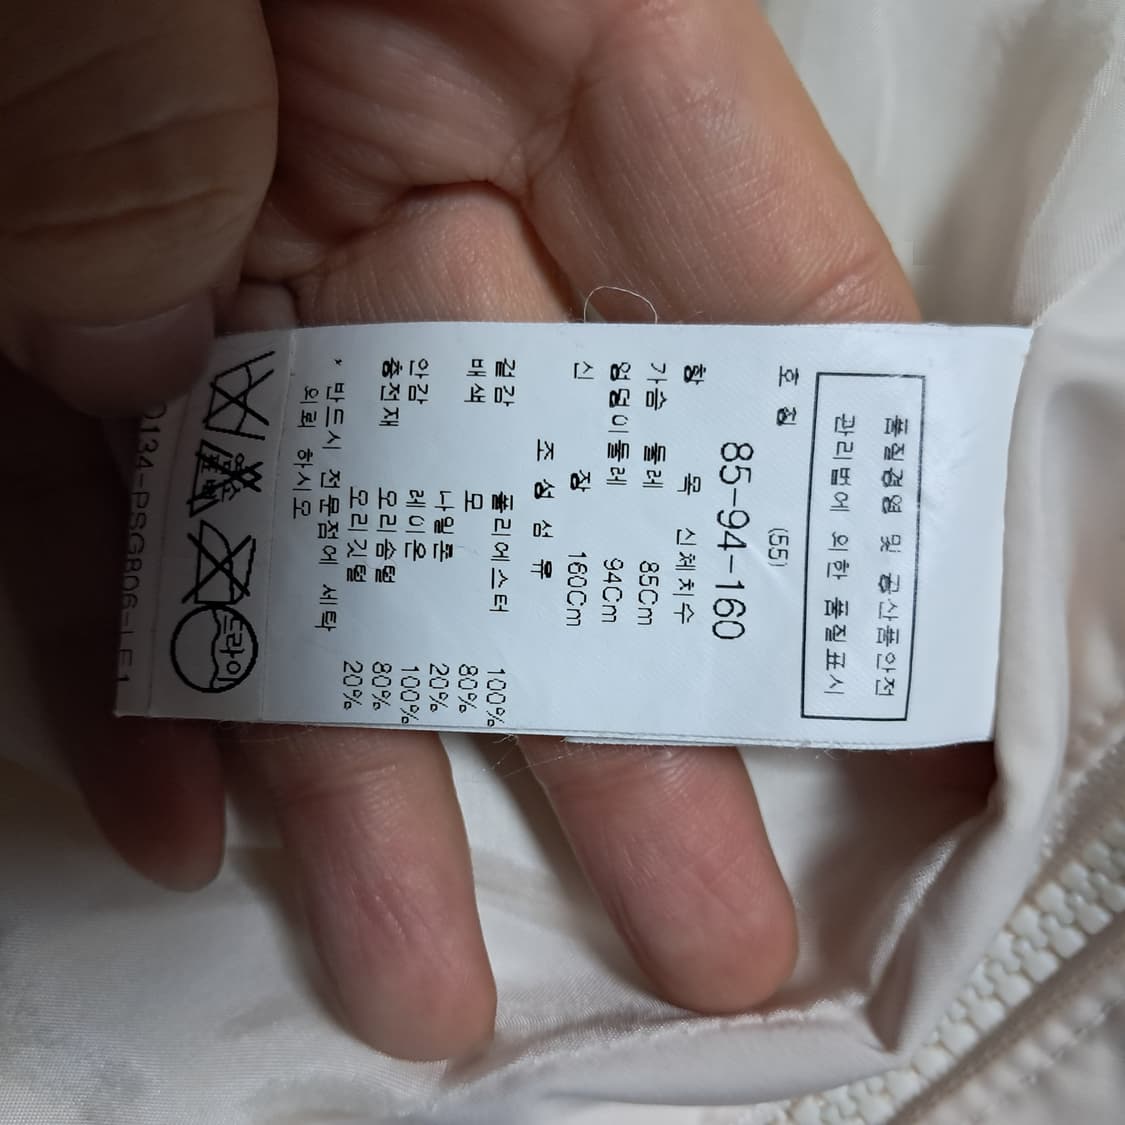 품질경영 및 공산품안전
관리법에 의한 품질표시
호칭
(55)
85-94-160
항 목 신체치수
가슴 둘레 85Cm
엉덩이둘레 94Cm
신 장 160Cm
조 성 섬 유
겉감 폴리에스터 100%
배색 모 80%
나일론 20%
안감 레이온 100%
충전재 오리솜털 80%
오리깃털 20%
* 반드시 전문점에 세탁
의뢰 하시오
드라이